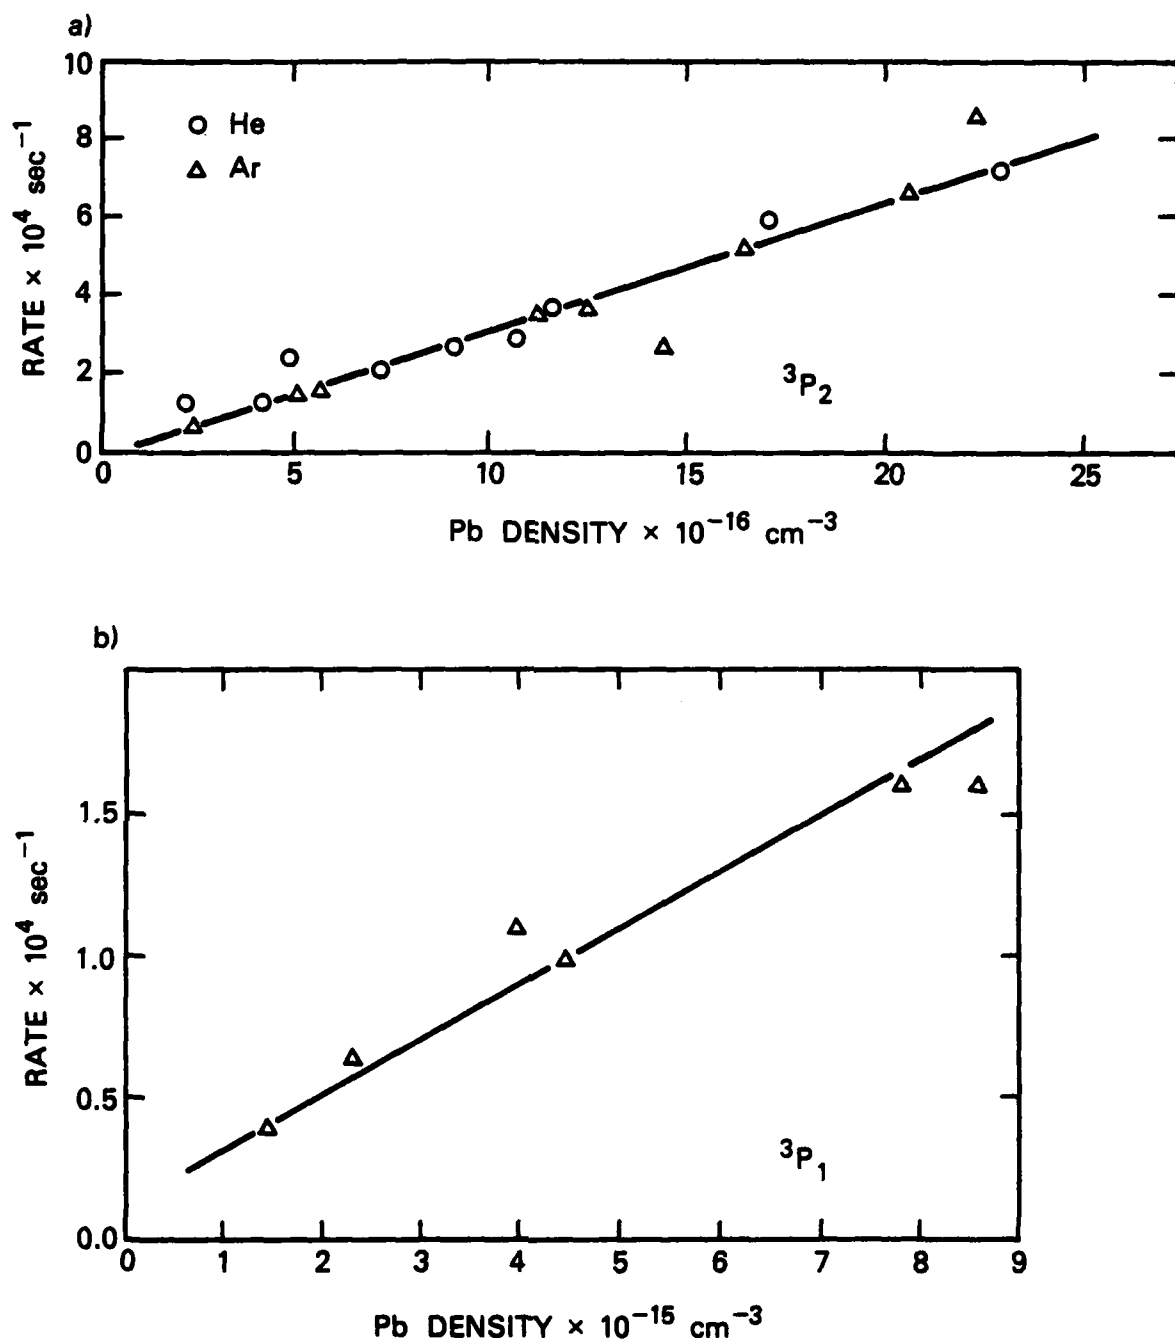 a)
10
8
6
4
2
0
RATE × 10⁴ sec⁻¹
○ He
△ Ar
³P₂
0 5 10 15 20 25
Pb DENSITY × 10⁻¹⁶ cm⁻³
b)
1.5
1.0
0.5
0.0
RATE × 10⁴ sec⁻¹
³P₁
0 1 2 3 4 5 6 7 8 9
Pb DENSITY × 10⁻¹⁵ cm⁻³